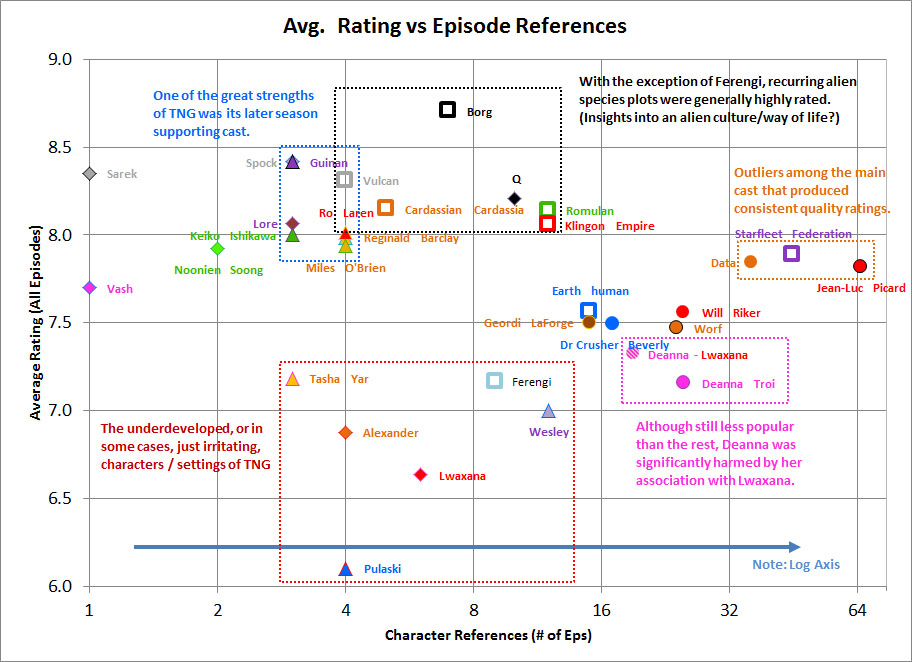 Avg. Rating vs Episode References
9.0
8.5
8.0
7.5
7.0
6.5
6.0
Average Rating (All Episodes)
1
2
4
8
16
32
64
Character References (# of Eps)
One of the great strengths
of TNG was its later season
supporting cast.
With the exception of Ferengi, recurring alien
species plots were generally highly rated.
(Insights into an alien culture/way of life?)
Outliers among the main
cast that produced
consistent quality ratings.
The underdeveloped, or in
some cases, just irritating,
characters / settings of TNG
Although still less popular
than the rest, Deanna was
significantly harmed by her
association with Lwaxana.
Note: Log Axis
Borg
Sarek
Spock
Guinan
Vulcan
Q
Ro Laren
Cardassian Cardassia
Romulan
Lore
Klingon Empire
Keiko Ishikawa
Reginald Barclay
Starfleet Federation
Noonien Soong
Miles O'Brien
Data
Vash
Jean-Luc Picard
Earth human
Will Riker
Geordi LaForge
Worf
Dr Crusher Beverly
Deanna - Lwaxana
Tasha Yar
Ferengi
Deanna Troi
Wesley
Alexander
Lwaxana
Pulaski